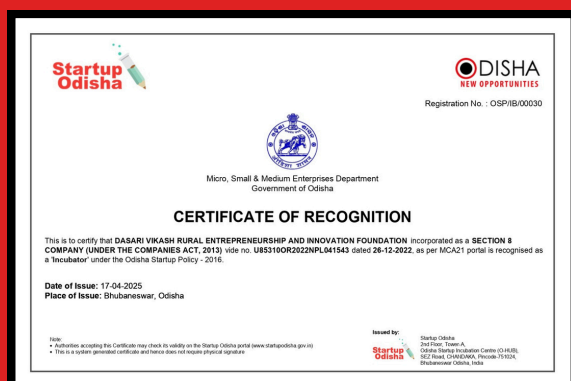 Startup
Odisha
ODISHA
NEW OPPORTUNITIES
Registration No. : OSP/IB/00030
Micro, Small & Medium Enterprises Department
Government of Odisha
CERTIFICATE OF RECOGNITION
This is to certify that DASARI VIKASH RURAL ENTREPRENEURSHIP AND INNOVATION FOUNDATION incorporated as a SECTION 8
COMPANY (UNDER THE COMPANIES ACT, 2013) vide no. U85310OR2022NPL041543 dated 26-12-2022, as per MCA21 portal is recognised as
a 'Incubator' under the Odisha Startup Policy - 2016.
Date of Issue: 17-04-2025
Place of Issue: Bhubaneswar, Odisha
Note:
• Authorities accepting this Certificate may check its validity on the Startup Odisha portal (www.startupodisha.gov.in)
• This is a system generated certificate and hence does not require physical signature
Issued by:
Startup
Odisha
Startup Odisha
2nd Floor, Tower-A,
Odisha Startup Incubation Centre (O-HUB),
SEZ Road, CHANDAKA, Pincode-751024,
Bhubaneswar Odisha, India